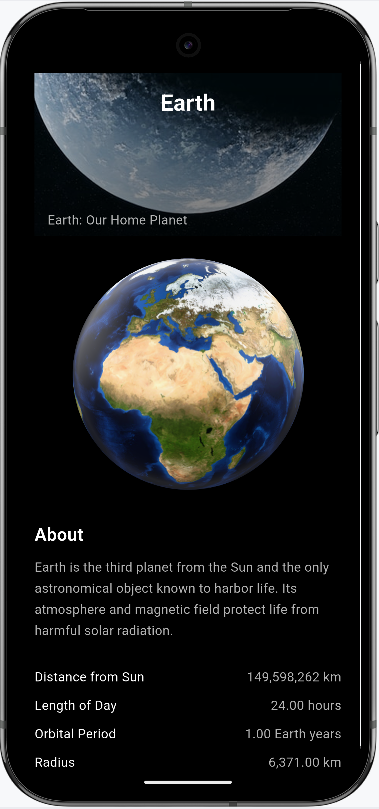 Earth
Earth: Our Home Planet
About
Earth is the third planet from the Sun and the only
astronomical object known to harbor life. Its
atmosphere and magnetic field protect life from
harmful solar radiation.
Distance from Sun 149,598,262 km
Length of Day 24.00 hours
Orbital Period 1.00 Earth years
Radius 6,371.00 km